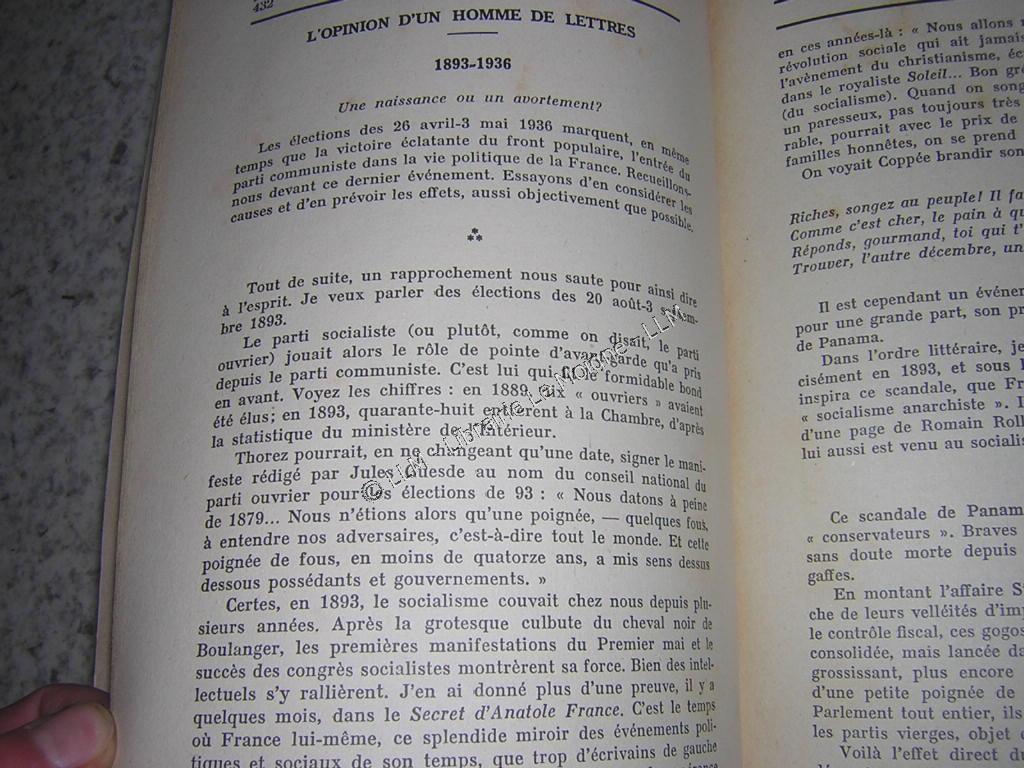 432
L'OPINION D'UN HOMME DE LETTRES
1893-1936
Une naissance ou un avortement?
Les élections des 26 avril-3 mai 1936 marquent, en même
temps que la victoire éclatante du front populaire, l'entrée du
parti communiste dans la vie politique de la France. Recueillons-
nous devant ce dernier événement. Essayons d'en considérer les
causes et d'en prévoir les effets, aussi objectivement que possible.
⁂
Tout de suite, un rapprochement nous saute pour ainsi dire
à l'esprit. Je veux parler des élections des 20 août-3 septem-
bre 1893.
Le parti socialiste (ou plutôt, comme on disait, le parti
ouvrier) jouait alors le rôle de pointe d'avant-garde qu'a pris
depuis le parti communiste. C'est lui qui fit le formidable bond
en avant. Voyez les chiffres : en 1889, dix « ouvriers » avaient
été élus; en 1893, quarante-huit entrèrent à la Chambre, d'après
la statistique du ministère de l'Intérieur.
Thorez pourrait, en ne changeant qu'une date, signer le mani-
feste rédigé par Jules Guesde au nom du conseil national du
parti ouvrier pour les élections de 93 : « Nous datons à peine
de 1879... Nous n'étions alors qu'une poignée, — quelques fous,
à entendre nos adversaires, c'est-à-dire tout le monde. Et cette
poignée de fous, en moins de quatorze ans, a mis sens dessus
dessous possédants et gouvernements. »
Certes, en 1893, le socialisme couvait chez nous depuis plu-
sieurs années. Après la grotesque culbute du cheval noir de
Boulanger, les premières manifestations du Premier mai et le
succès des congrès socialistes montrèrent sa force. Bien des intel-
lectuels s'y rallièrent. J'en ai donné plus d'une preuve, il y a
quelques mois, dans le Secret d'Anatole France. C'est le temps
où France lui-même, ce splendide miroir des événements poli-
tiques et sociaux de son temps, que trop d'écrivains de gauche
en ces années-là : « Nous allons
révolution sociale qui ait jamais
l'avènement du christianisme,
dans le royaliste Soleil... Bon
(du socialisme). Quand on
un paresseux, pas toujours très
rable, pourrait avec le prix de
familles honnêtes, on se prend
On voyait Coppée brandir son
Riches, songez au peuple! Il
Comme c'est cher, le pain à
Réponds, gourmand, toi qui
Trouver, l'autre décembre, un
Il est cependant un
pour une grande part, son
de Panama.
Dans l'ordre littéraire,
cisément en 1893, et sous
inspira ce scandale, que
« socialisme anarchiste ».
d'une page de Romain
lui aussi est venu au
Ce scandale de Panama
« conservateurs ». Braves
sans doute morte depuis
gaffes.
En montant l'affaire
che de leurs velléités
le contrôle fiscal, ces gogos
consolidée, mais lancée
grossissant, plus encore
d'une petite poignée de
Parlement tout entier, ils
les partis vierges, objet
Voilà l'effet direct
© LLM - Librairie Le Moigne - LLM